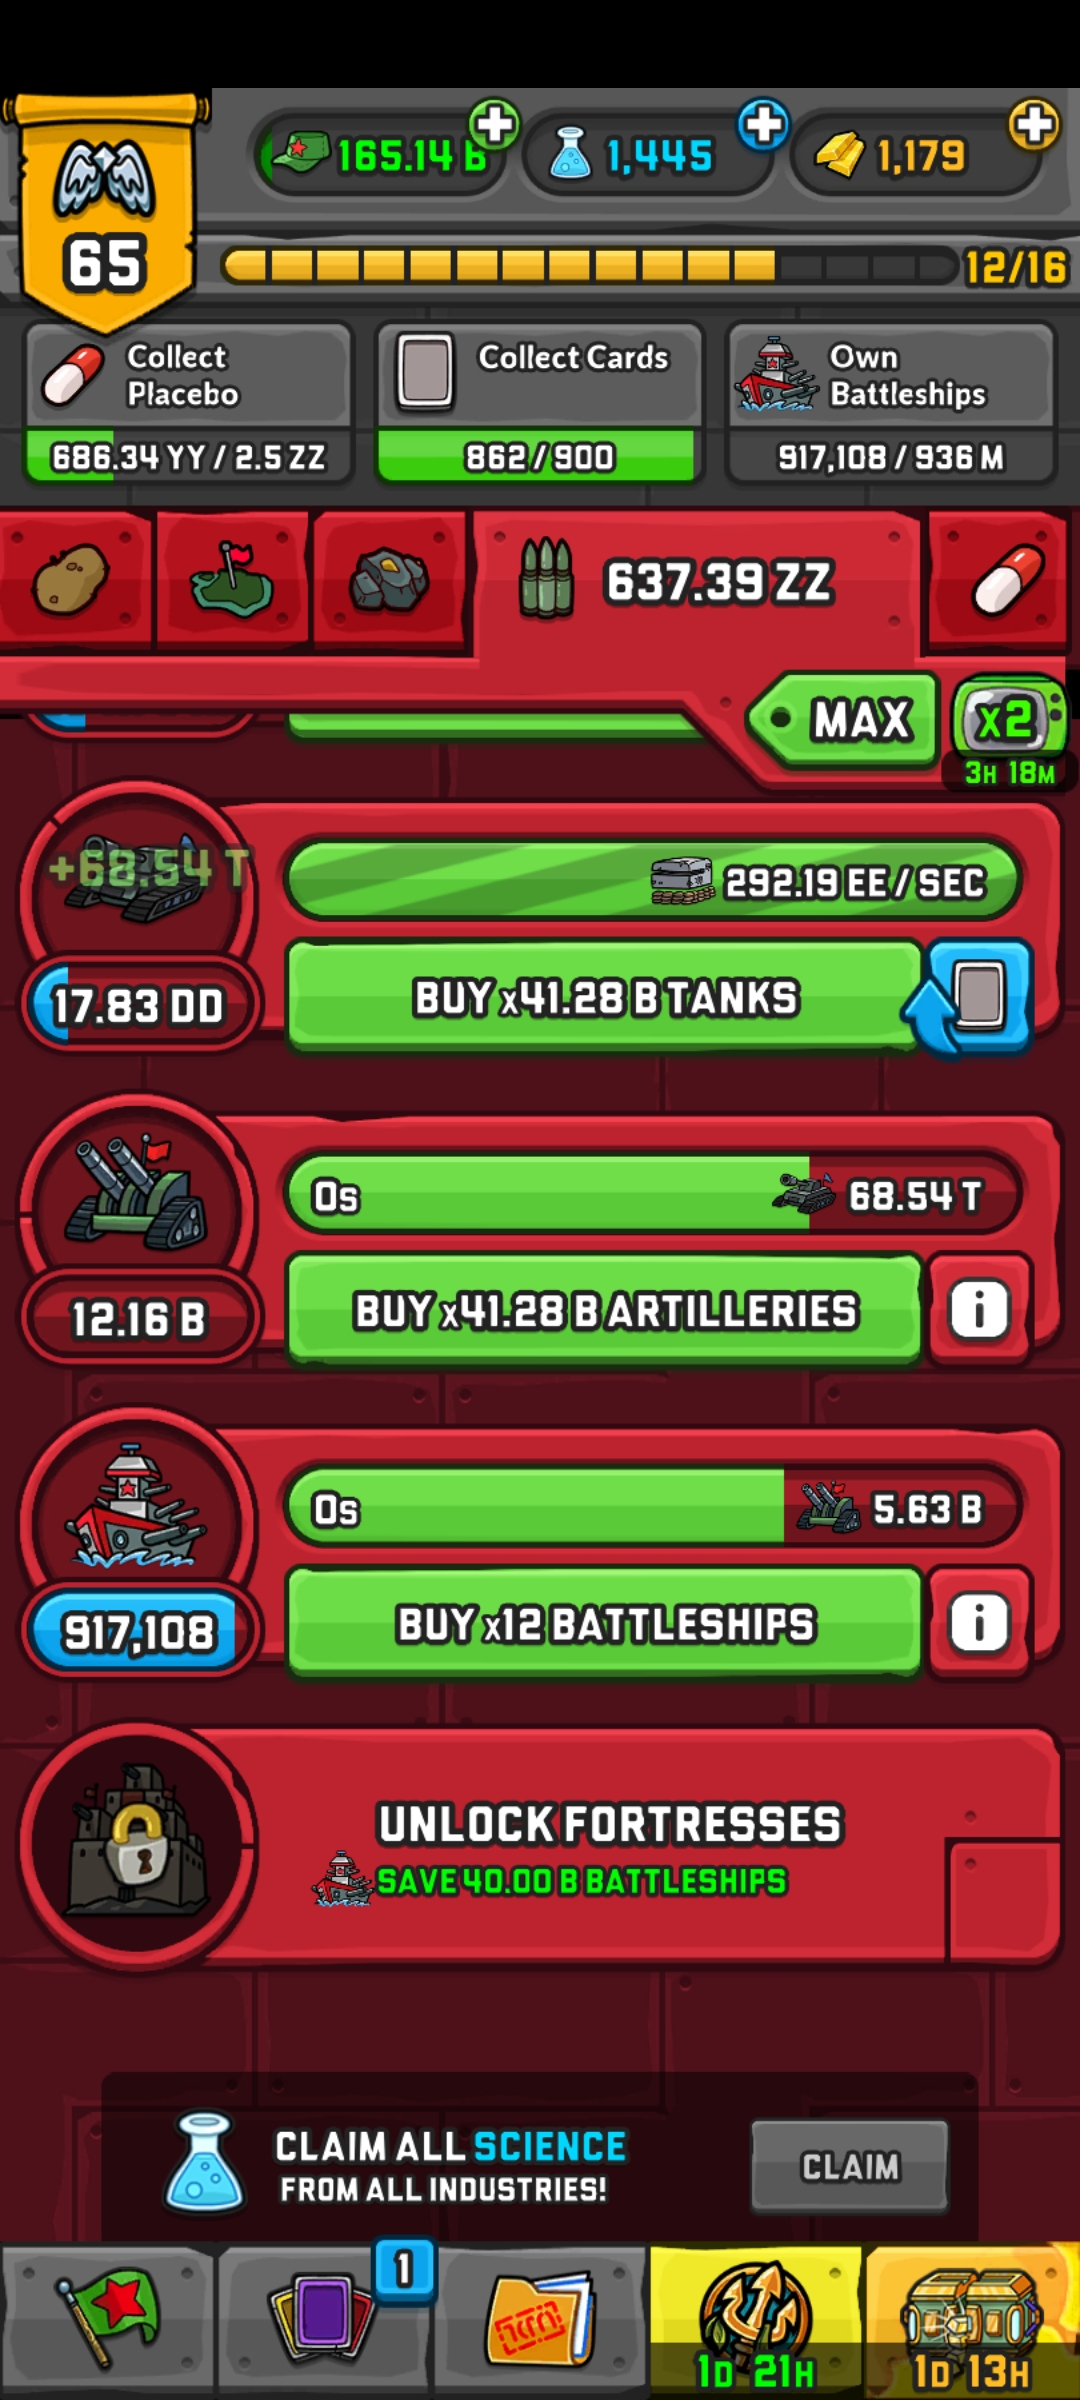 165.14 B
1,445
1,179
65
12/16
Collect
Placebo
686.34 YY / 2.5 ZZ
Collect Cards
862/900
Own
Battleships
917,108 / 936 M
637.39 ZZ
MAX
x2
3H 18M
+68.54 T
292.19 EE / SEC
17.83 DD
BUY x41.28 B TANKS
0s
68.54 T
12.16 B
BUY x41.28 B ARTILLERIES
i
0s
5.63 B
917,108
BUY x12 BATTLESHIPS
i
UNLOCK FORTRESSES
SAVE 40.00 B BATTLESHIPS
CLAIM ALL SCIENCE
FROM ALL INDUSTRIES!
CLAIM
1
1D 21H
1D 13H